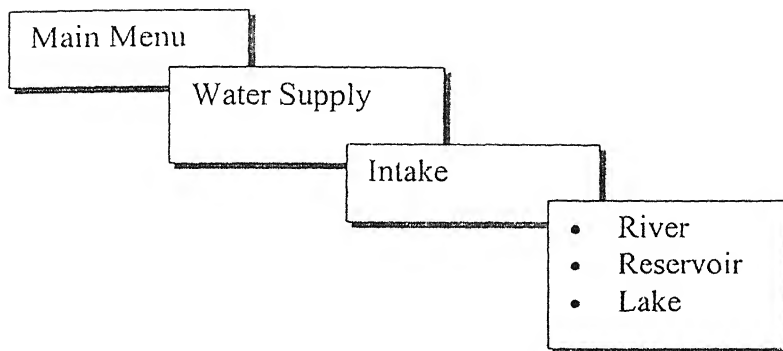 Main Menu
Water Supply
Intake
• River
• Reservoir
• Lake